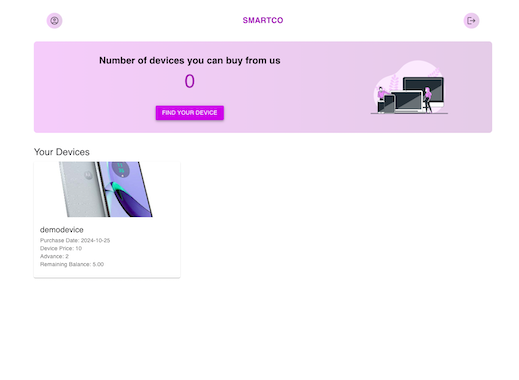 SMARTCO
Number of devices you can buy from us
0
FIND YOUR DEVICE
Your Devices
demodevice
Purchase Date: 2024-10-25
Device Price: 10
Advance: 2
Remaining Balance: 5.00